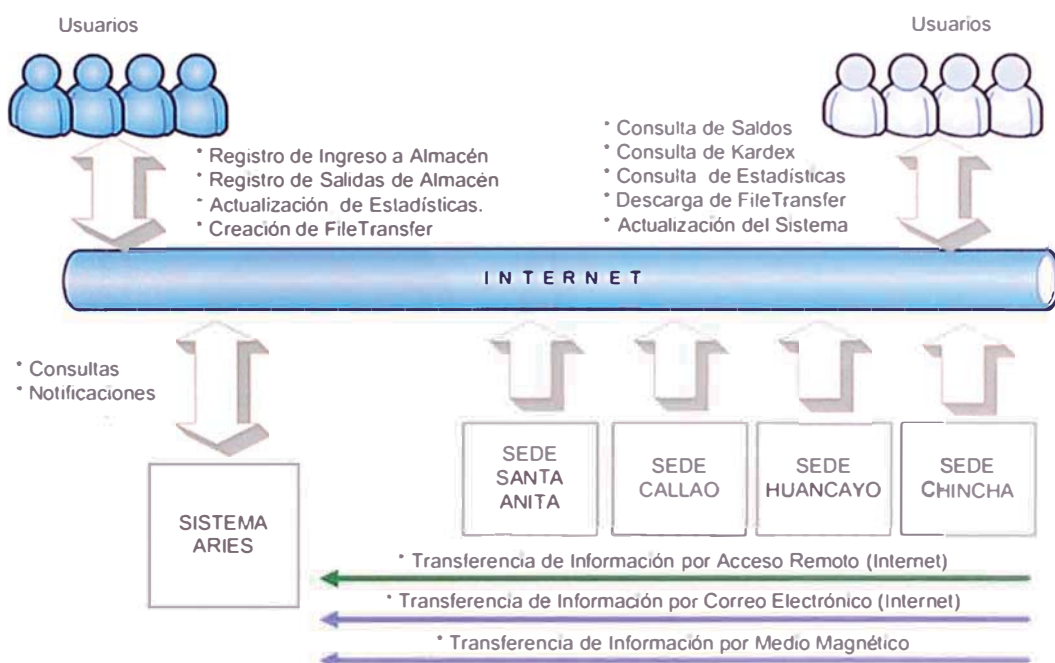 Usuarios
Usuarios
* Registro de Ingreso a Almacén
* Registro de Salidas de Almacén
* Actualización de Estadísticas.
* Creación de FileTransfer
* Consulta de Saldos
* Consulta de Kardex
* Consulta de Estadísticas
* Descarga de FileTransfer
* Actualización del Sistema
INTERNET
* Consultas
* Notificaciones
SISTEMA
ARIES
SEDE
SANTA
ANITA
SEDE
CALLAO
SEDE
HUANCAYO
SEDE
CHINCHA
* Transferencia de Información por Acceso Remoto (Internet)
* Transferencia de Información por Correo Electrónico (Internet)
* Transferencia de Información por Medio Magnético